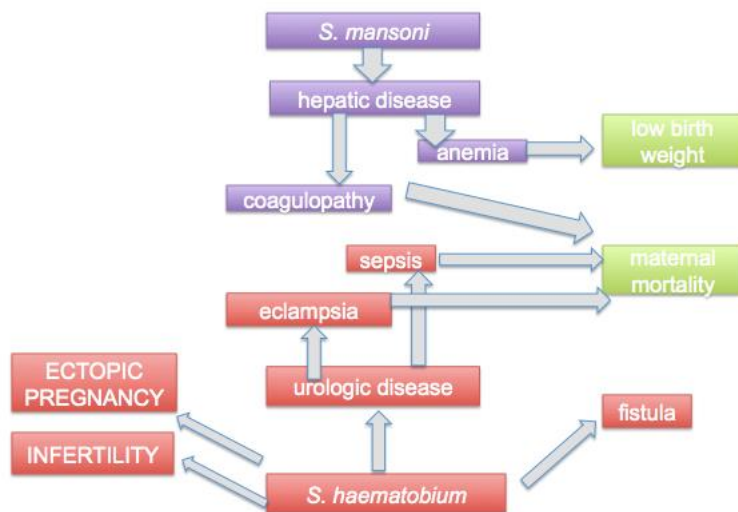 S. mansoni
hepatic disease
anemia
low birth
weight
coagulopathy
sepsis
maternal
mortality
eclampsia
ECTOPIC
PREGNANCY
urologic disease
fistula
INFERTILITY
S. haematobium